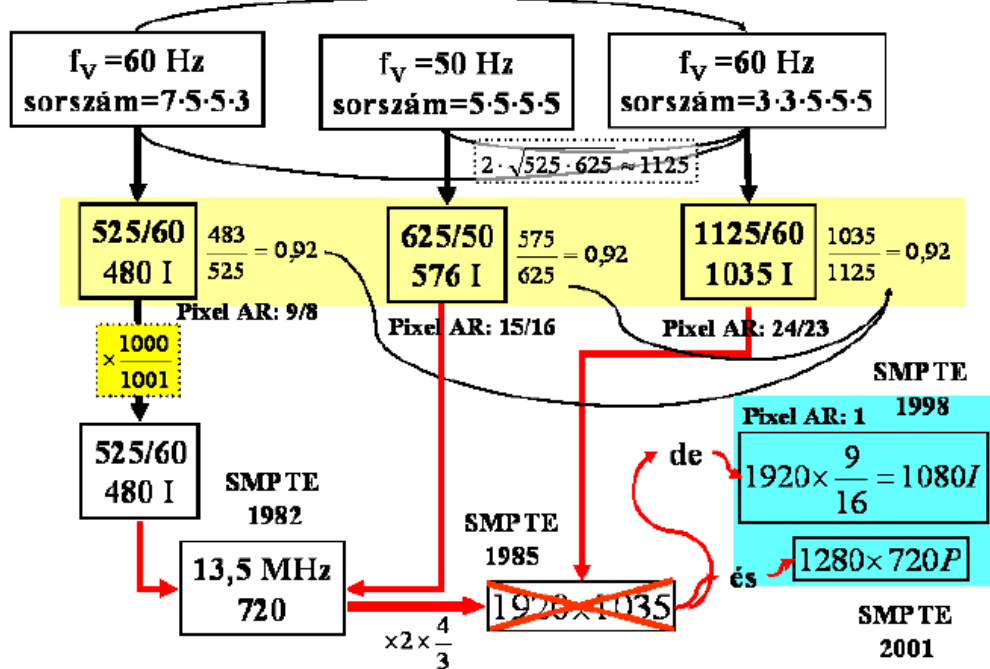 f_V =60 Hz
sorszám=7·5·5·3
f_V =50 Hz
sorszám=5·5·5·5
f_V =60 Hz
sorszám=3·3·5·5·5
2·√525·625 ≈ 1125
525/60
480 I
483/525 = 0,92
625/50
576 I
575/625 = 0,92
1125/60
1035 I
1035/1125 = 0,92
Pixel AR: 9/8
Pixel AR: 15/16
Pixel AR: 24/23
× 1000/1001
525/60
480 I
SMPTE
1982
13,5 MHz
720
×2× 4/3
SMPTE
1985
1920×1035
de
és
SMPTE
1998
Pixel AR: 1
1920× 9/16 = 1080I
1280×720P
SMPTE
2001